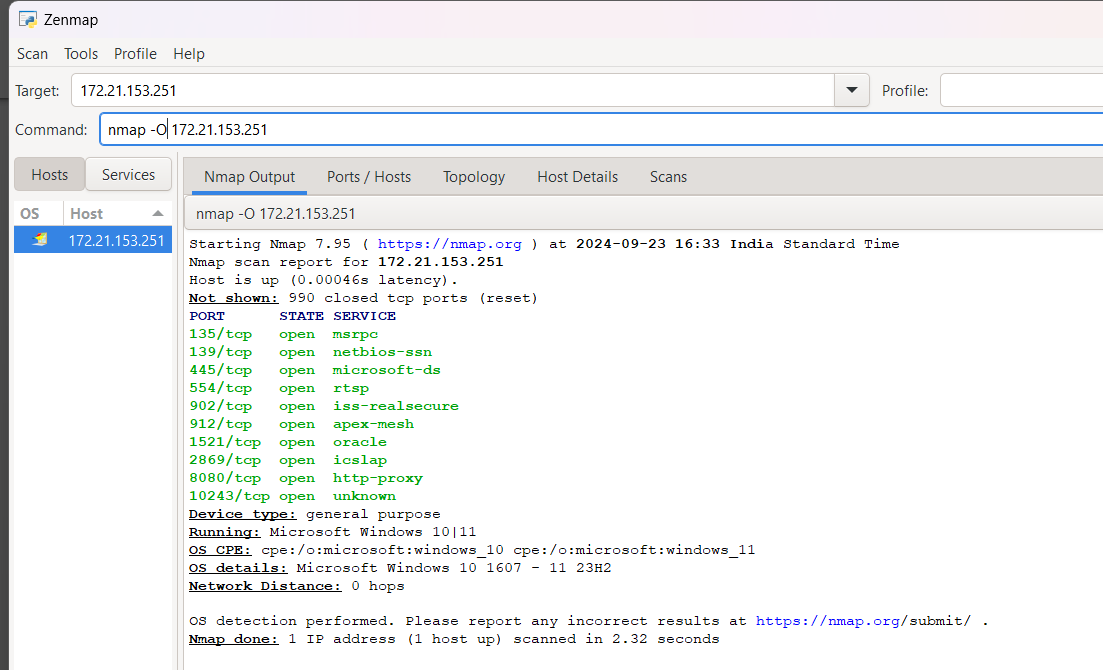 Zenmap
Scan Tools Profile Help
Target: 172.21.153.251 Profile:
Command: nmap -O 172.21.153.251
Hosts Services Nmap Output Ports / Hosts Topology Host Details Scans
OS Host
nmap -O 172.21.153.251
172.21.153.251
Starting Nmap 7.95 ( https://nmap.org ) at 2024-09-23 16:33 India Standard Time
Nmap scan report for 172.21.153.251
Host is up (0.00046s latency).
Not shown: 990 closed tcp ports (reset)
PORT STATE SERVICE
135/tcp open msrpc
139/tcp open netbios-ssn
445/tcp open microsoft-ds
554/tcp open rtsp
902/tcp open iss-realsecure
912/tcp open apex-mesh
1521/tcp open oracle
2869/tcp open icslap
8080/tcp open http-proxy
10243/tcp open unknown
Device type: general purpose
Running: Microsoft Windows 10|11
OS CPE: cpe:/o:microsoft:windows_10 cpe:/o:microsoft:windows_11
OS details: Microsoft Windows 10 1607 - 11 23H2
Network Distance: 0 hops
OS detection performed. Please report any incorrect results at https://nmap.org/submit/ .
Nmap done: 1 IP address (1 host up) scanned in 2.32 seconds